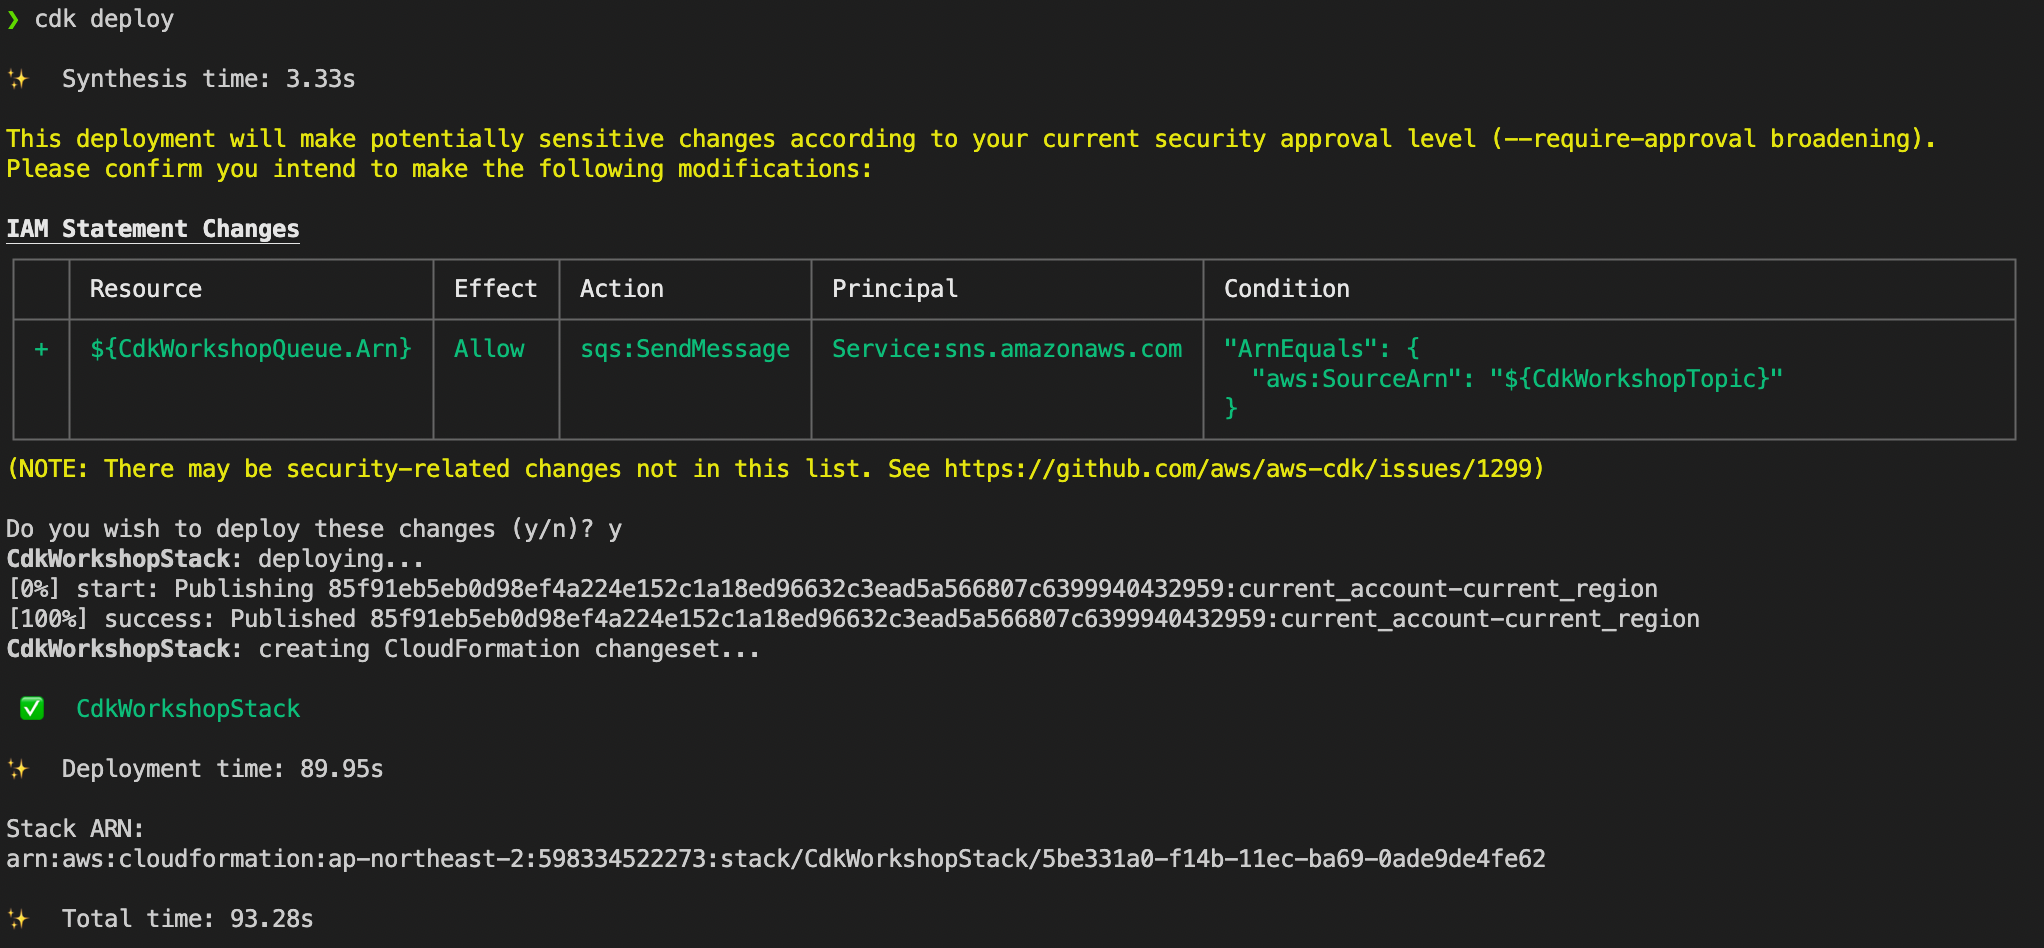 ❯ cdk deploy
✨  Synthesis time: 3.33s
This deployment will make potentially sensitive changes according to your current security approval level (--require-approval broadening).
Please confirm you intend to make the following modifications:
IAM Statement Changes
Resource Effect Action Principal Condition
+ ${CdkWorkshopQueue.Arn} Allow sqs:SendMessage Service:sns.amazonaws.com "ArnEquals": {
"aws:SourceArn": "${CdkWorkshopTopic}"
}
(NOTE: There may be security-related changes not in this list. See https://github.com/aws/aws-cdk/issues/1299)
Do you wish to deploy these changes (y/n)? y
CdkWorkshopStack: deploying...
[0%] start: Publishing 85f91eb5eb0d98ef4a224e152c1a18ed96632c3ead5a566807c6399940432959:current_account-current_region
[100%] success: Published 85f91eb5eb0d98ef4a224e152c1a18ed96632c3ead5a566807c6399940432959:current_account-current_region
CdkWorkshopStack: creating CloudFormation changeset...
✅  CdkWorkshopStack
✨  Deployment time: 89.95s
Stack ARN:
arn:aws:cloudformation:ap-northeast-2:598334522273:stack/CdkWorkshopStack/5be331a0-f14b-11ec-ba69-0ade9de4fe62
✨  Total time: 93.28s